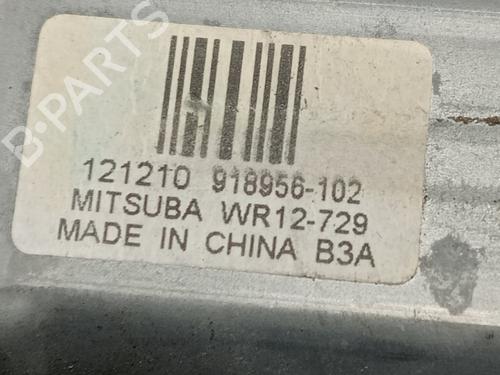 B-PARTS
121210 918956-102
MITSUBA WR12-729
MADE IN CHINA B3A